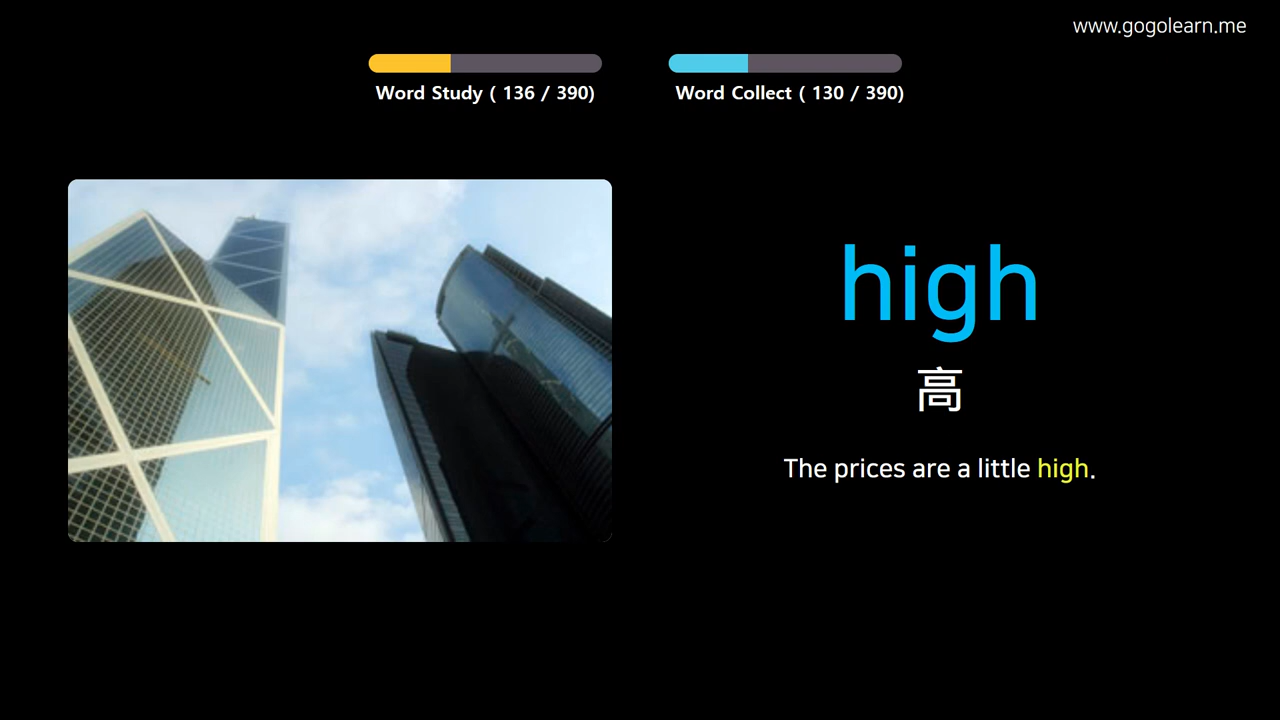 www.gogolearn.me
Word Study ( 136 / 390)
Word Collect ( 130 / 390)
high
高
The prices are a little high.